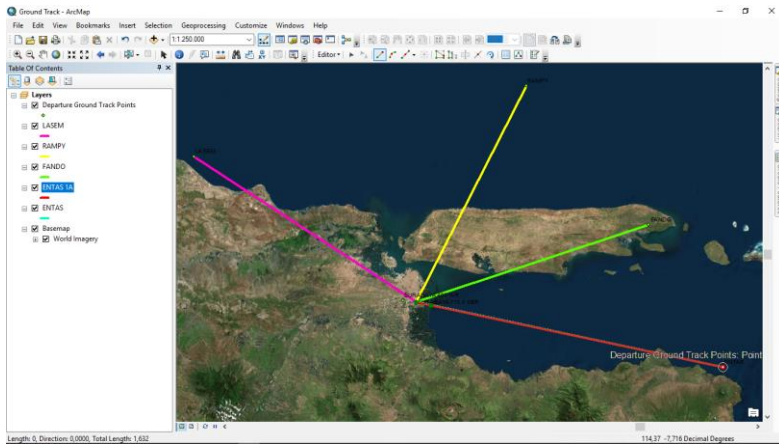 Ground Track - ArcMap
File Edit View Bookmarks Insert Selection Geoprocessing Customize Windows Help
1:1.250.000
Editor
Table Of Contents
Layers
Departure Ground Track Points
LASEM
RAMPY
FANDO
ENTAS 1A
ENTAS
Basemap
World Imagery
RAMPY
LASEM
FANDO
Departure Ground Track Points: Point
Length: 0, Direction: 0,0000, Total Length: 1,632
114,37 -7,716 Decimal Degrees